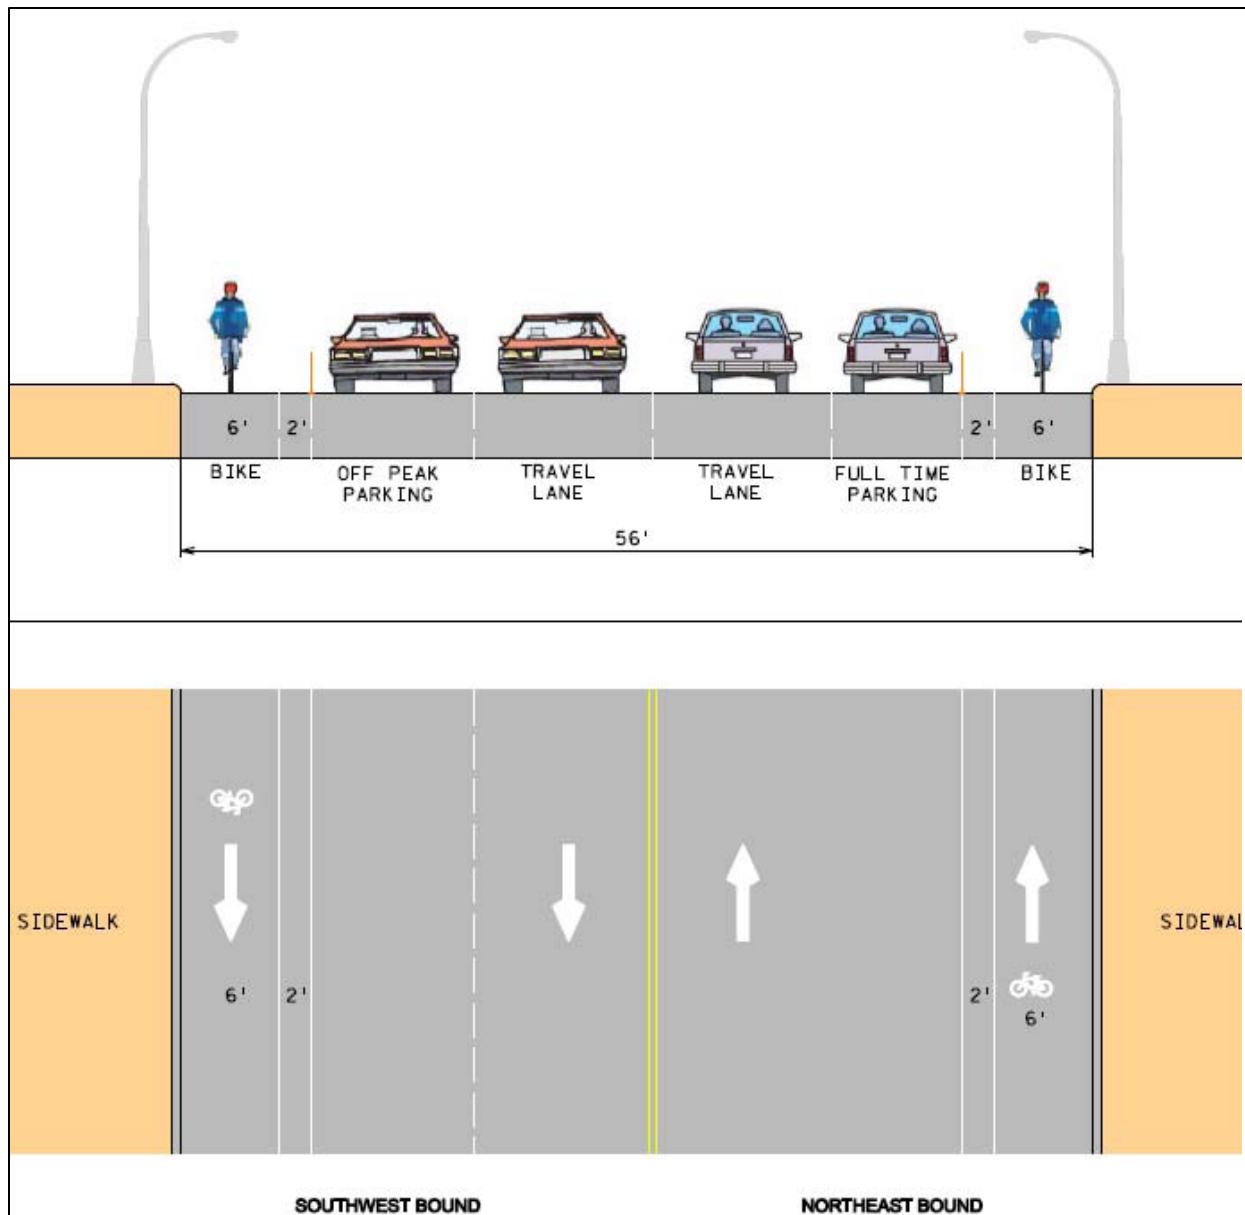 6' 2' 2' 6'
BIKE OFF PEAK PARKING TRAVEL LANE TRAVEL LANE FULL TIME PARKING BIKE
56'
SIDEWALK SIDEWAL
6' 2' 2' 6'
SOUTHWEST BOUND NORTHEAST BOUND